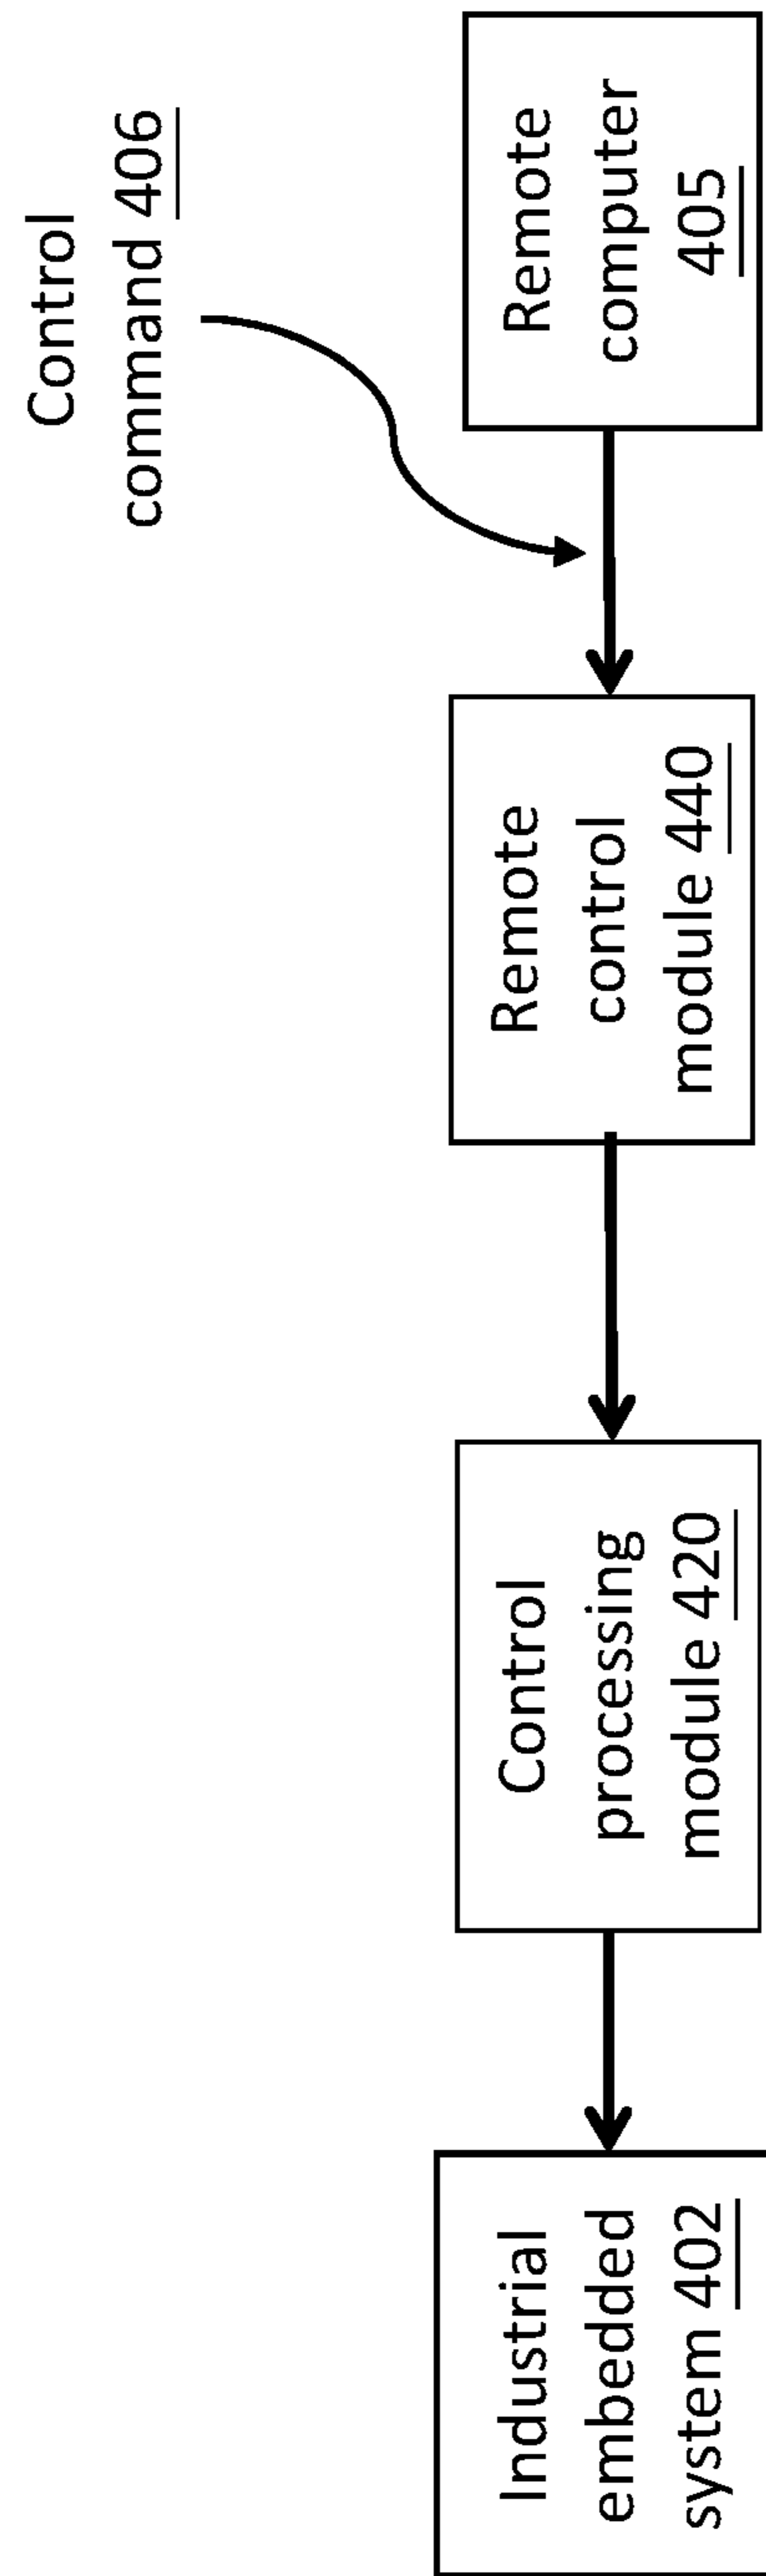 Control
command 406
Industrial
embedded
system 402
Control
processing
module 420
Remote
control
module 440
Remote
computer
405